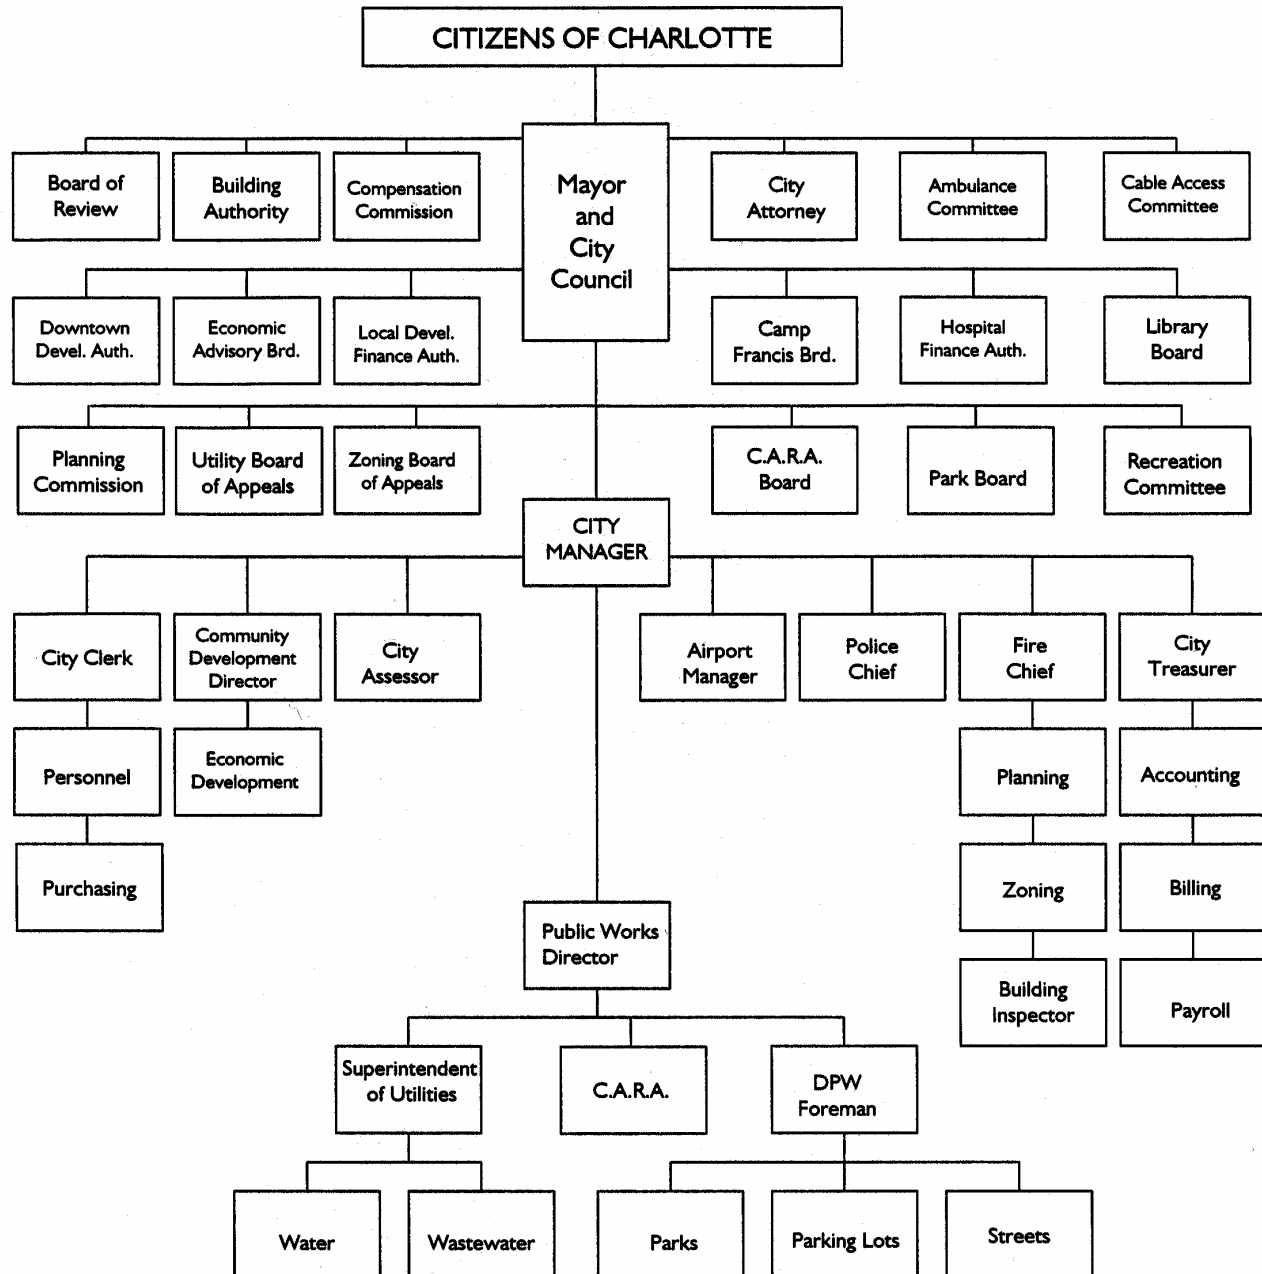 CITIZENS OF CHARLOTTE
Mayor
and
City
Council
Board of
Review
Building
Authority
Compensation
Commission
City
Attorney
Ambulance
Committee
Cable Access
Committee
Downtown
Devel. Auth.
Economic
Advisory Brd.
Local Devel.
Finance Auth.
Camp
Francis Brd.
Hospital
Finance Auth.
Library
Board
Planning
Commission
Utility Board
of Appeals
Zoning Board
of Appeals
C.A.R.A.
Board
Park Board
Recreation
Committee
CITY
MANAGER
City Clerk
Community
Development
Director
City
Assessor
Airport
Manager
Police
Chief
Fire
Chief
City
Treasurer
Personnel
Economic
Development
Planning
Accounting
Purchasing
Zoning
Billing
Public Works
Director
Building
Inspector
Payroll
Superintendent
of Utilities
C.A.R.A.
DPW
Foreman
Water
Wastewater
Parks
Parking Lots
Streets